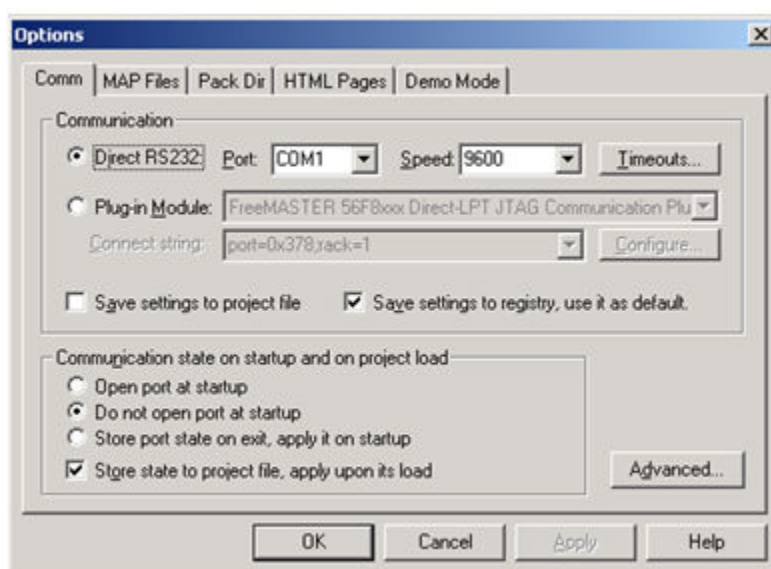 Options
Comm MAP Files Pack Dir HTML Pages Demo Mode
Communication
Direct RS232: Port: COM1 Speed: 9600 Timeouts...
Plug-in Module: FreeMASTER 56F8xxx Direct-LPT JTAG Communication Plu
Connect string: port=0x378;rack=1 Configure...
Save settings to project file Save settings to registry, use it as default.
Communication state on startup and on project load
Open port at startup
Do not open port at startup
Store port state on exit, apply it on startup
Store state to project file, apply upon its load
Advanced...
OK Cancel Apply Help